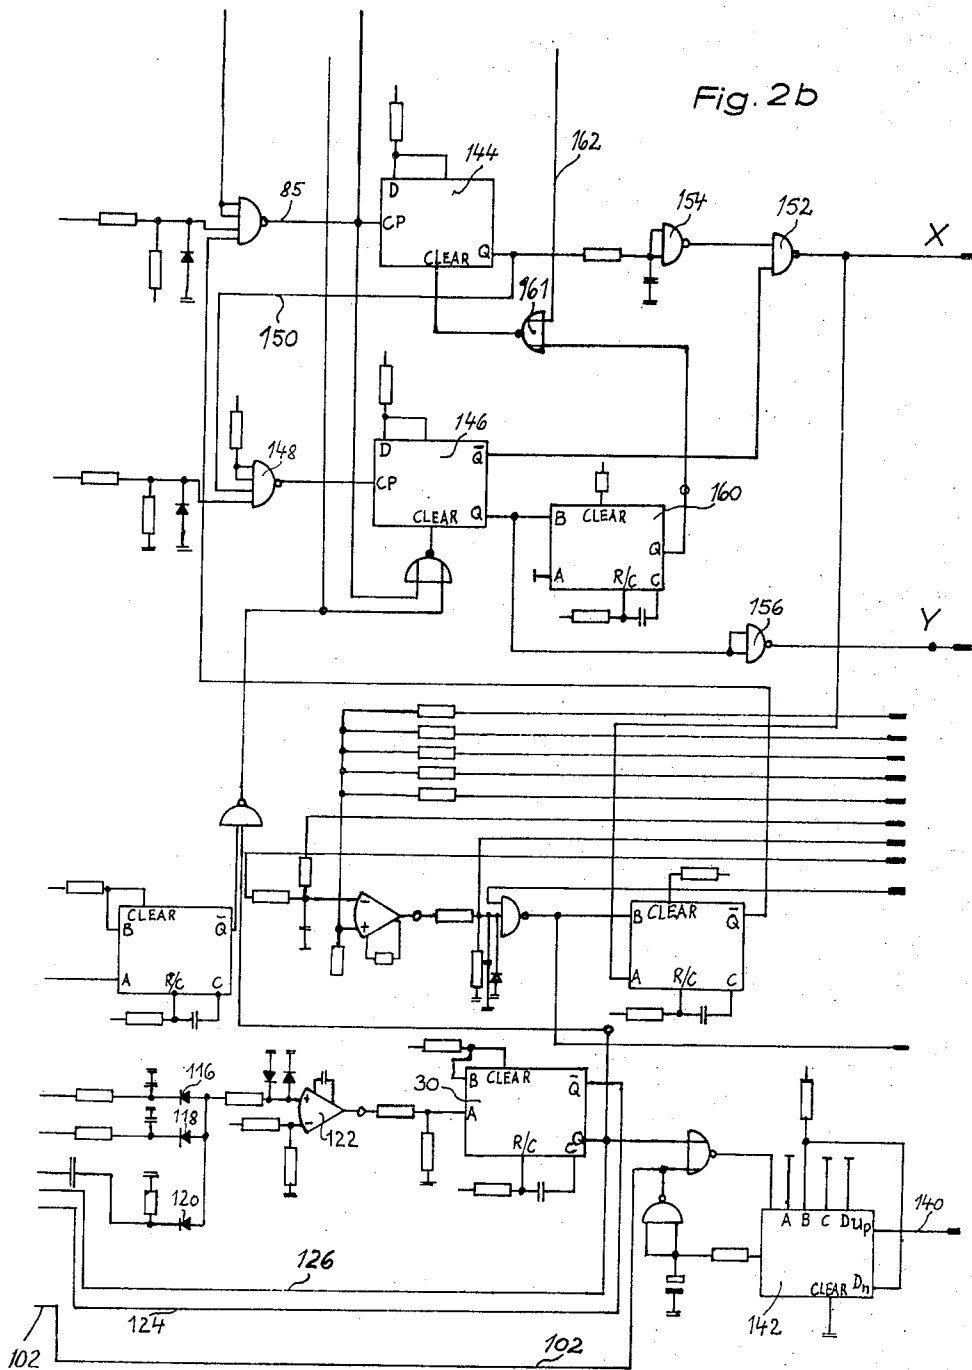 Fig. 2b
162
144
D
85
CP
154
152
X
Q
CLEAR
161
150
146
D
Q̅
148
CP
CLEAR
Q
B
CLEAR
160
Q
A
R/C
C
156
Y
CLEAR
B
Q̅
A
R/C
C
-
+
B
CLEAR
Q̅
A
R/C
C
116
118
120
+
-
122
30
B
CLEAR
Q̅
A
R/C
Q
C
A
B
C
D
Up
140
Dn
CLEAR
142
126
124
102
102